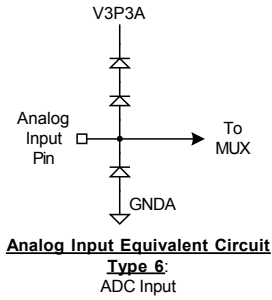 V3P3A
Analog
Input
Pin
To
MUX
GNDA
Analog Input Equivalent Circuit
Type 6:
ADC Input